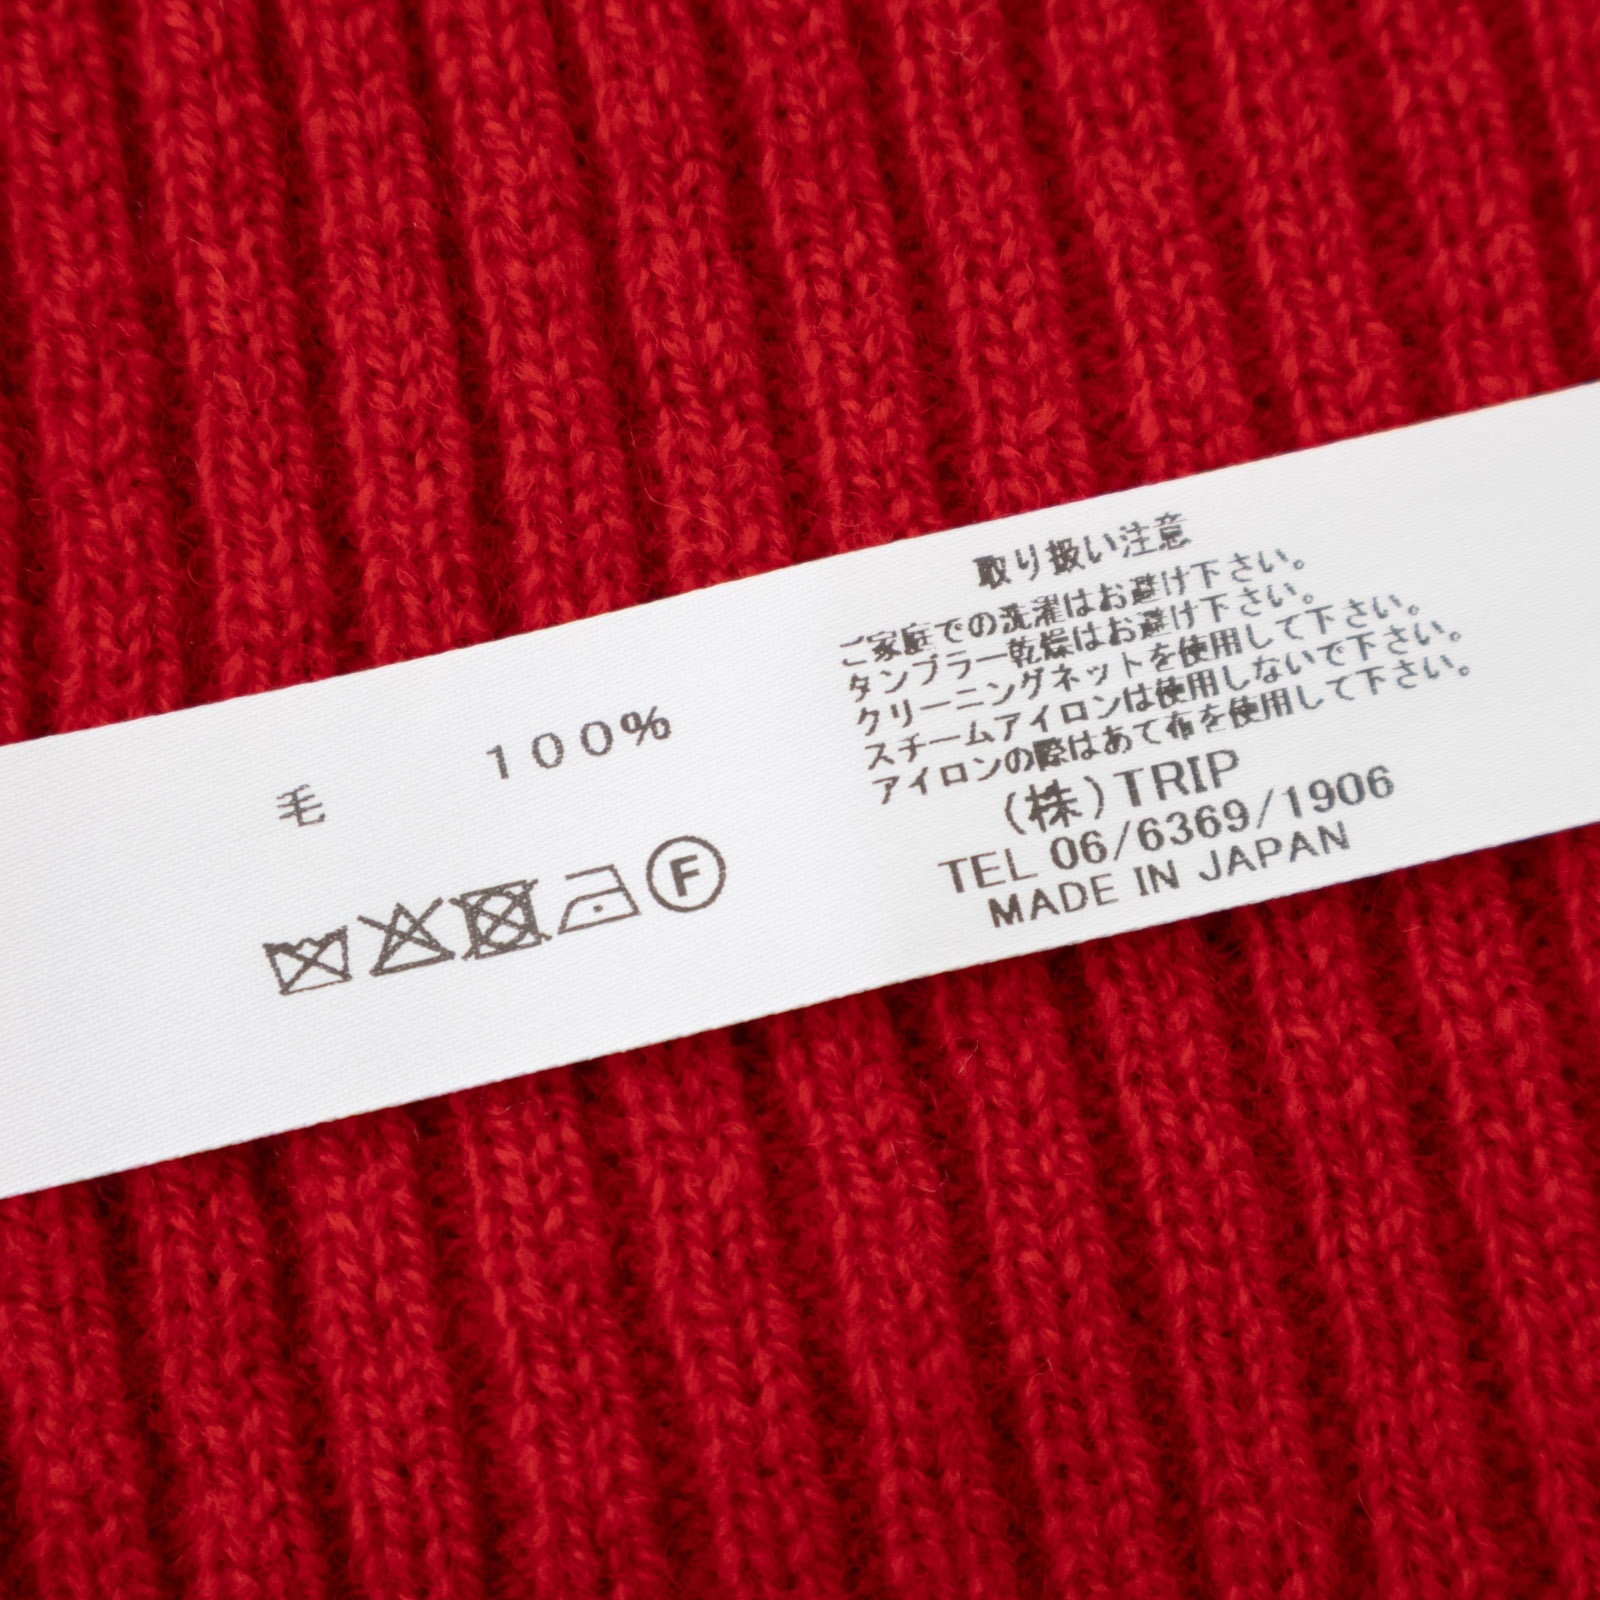 毛 100%
F
取り扱い注意
ご家庭での洗濯はお避け下さい。
タンブラー乾燥はお避け下さい。
クリーニングネットを使用して下さい。
スチームアイロンは使用しないで下さい。
アイロンの際はあて布を使用して下さい。
(株)TRIP
TEL 06/6369/1906
MADE IN JAPAN